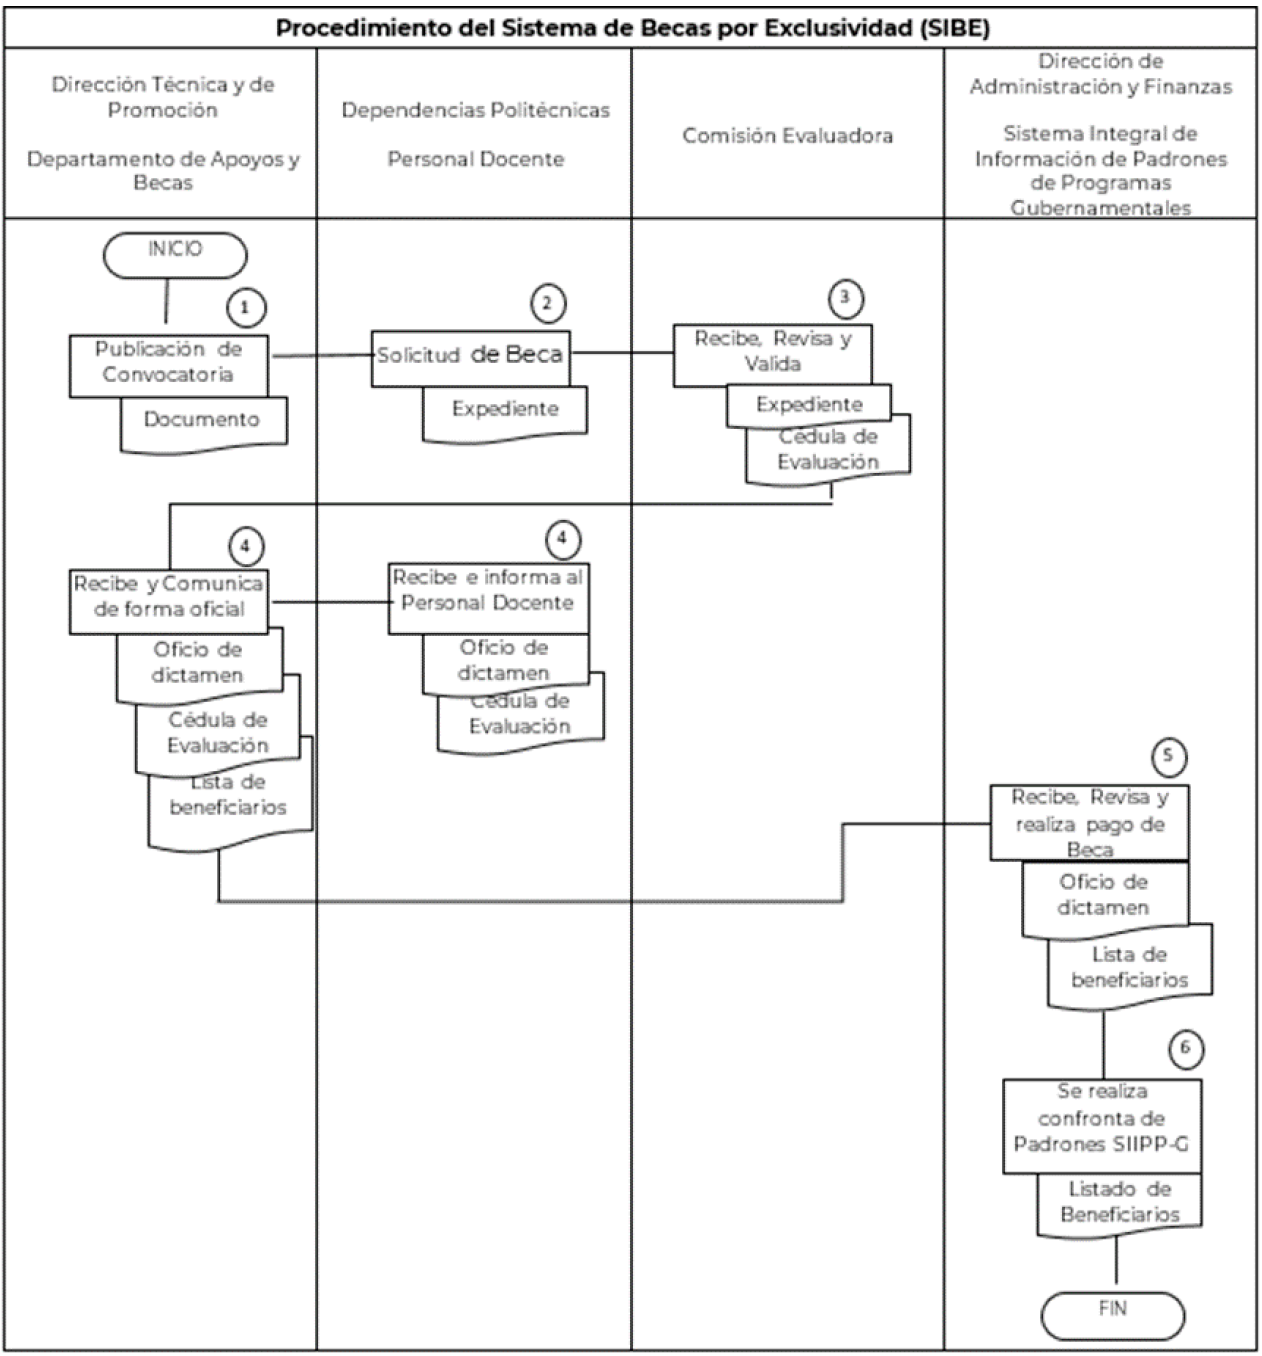 Procedimiento del Sistema de Becas por Exclusividad (SIBE)
Dirección Técnica y de
Promoción
Departamento de Apoyos y
Becas
Dependencias Politécnicas
Personal Docente
Comisión Evaluadora
Dirección de
Administración y Finanzas
Sistema Integral de
Información de Padrones
de Programas
Gubernamentales
INICIO
1
Publicación de
Convocatoria
Documento
2
Solicitud de Beca
Expediente
3
Recibe, Revisa y
Valida
Expediente
Cédula de
Evaluación
4
Recibe y Comunica
de forma oficial
Oficio de
dictamen
Cédula de
Evaluación
Lista de
beneficiarios
4
Recibe e informa al
Personal Docente
Oficio de
dictamen
Cédula de
Evaluación
5
Recibe, Revisa y
realiza pago de
Beca
Oficio de
dictamen
Lista de
beneficiarios
6
Se realiza
confronta de
Padrones SIIPP-G
Listado de
Beneficiarios
FIN